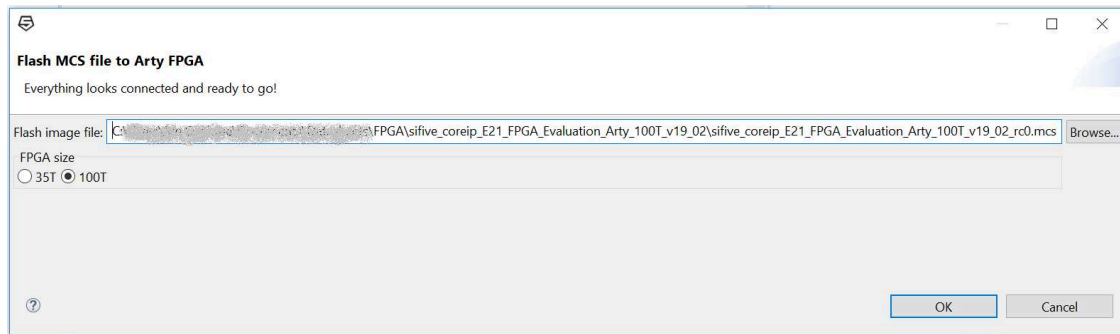 Flash MCS file to Arty FPGA
Everything looks connected and ready to go!
Flash image file: C:\ \FPGA\sifive_coreip_E21_FPGA_Evaluation_Arty_100T_v19_02\sifive_coreip_E21_FPGA_Evaluation_Arty_100T_v19_02_rc0.mcs Browse...
FPGA size
35T 100T
? OK Cancel